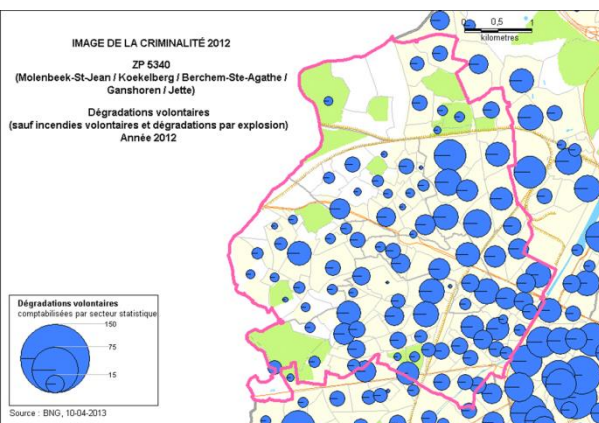 IMAGE DE LA CRIMINALITÉ 2012
ZP 5340
(Molenbeek-St-Jean / Koekelberg / Berchem-Ste-Agathe /
Ganshoren / Jette)
Dégradations volontaires
(sauf incendies volontaires et dégradations par explosion)
Année 2012
0 0,5 1
kilometres
Dégradations volontaires
comptabilisées par secteur statistique
150
75
15
Source : BNG, 10-04-2013